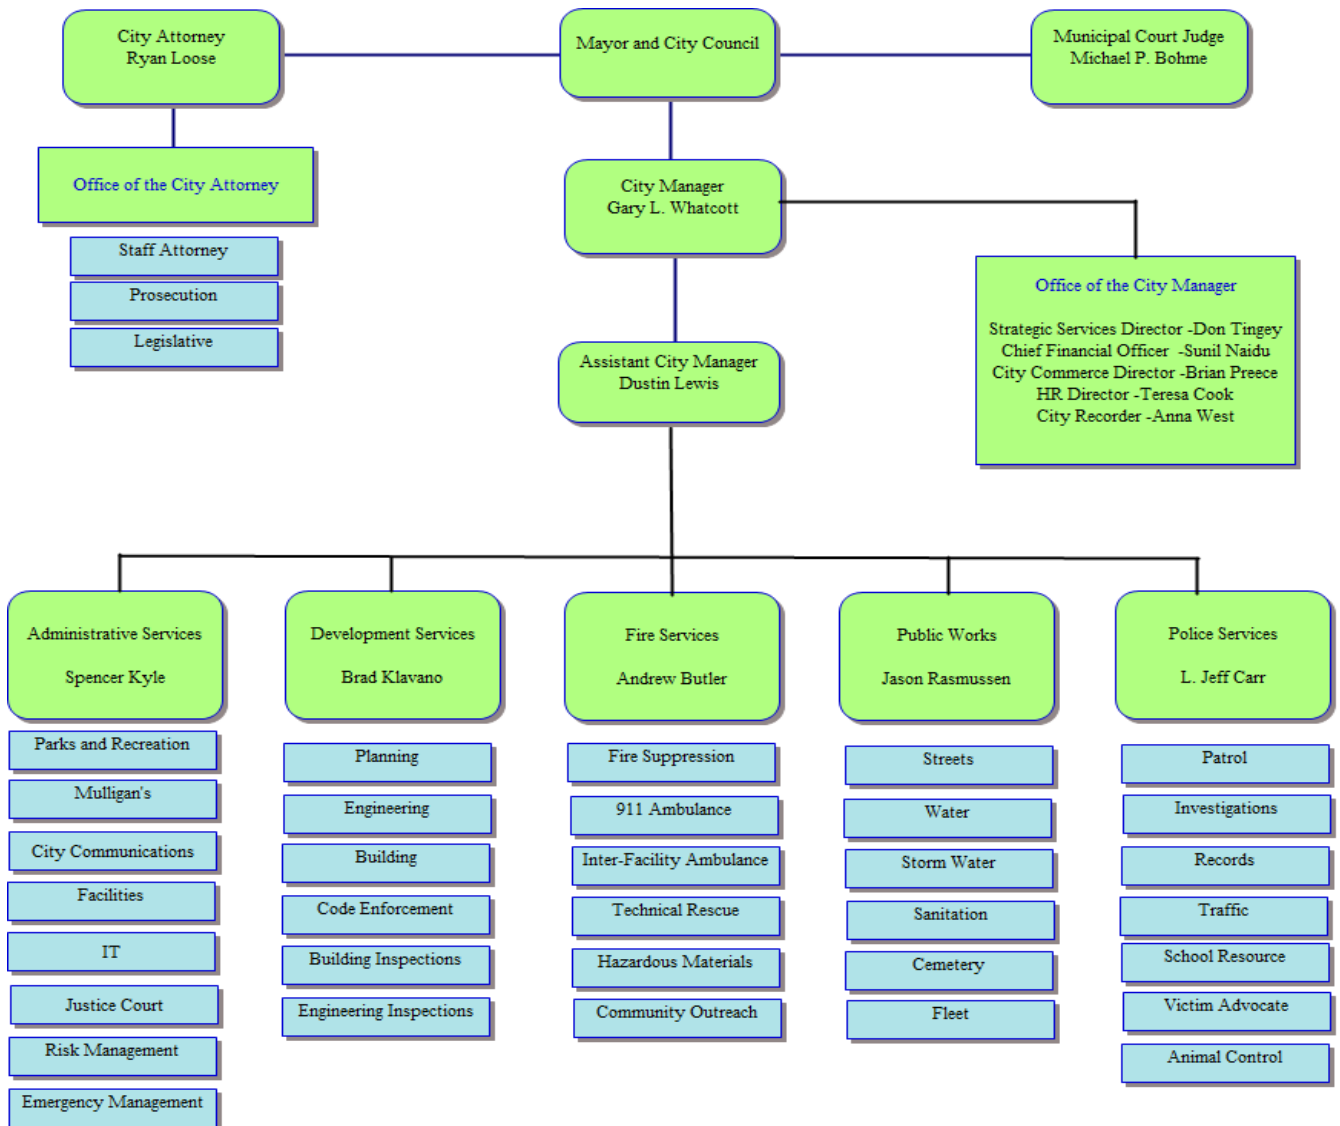 City Attorney
Ryan Loose
Mayor and City Council
Municipal Court Judge
Michael P. Bohme
Office of the City Attorney
Staff Attorney
Prosecution
Legislative
City Manager
Gary L. Whatcott
Office of the City Manager
Strategic Services Director -Don Tingey
Chief Financial Officer -Sunil Naidu
City Commerce Director -Brian Preece
HR Director -Teresa Cook
City Recorder -Anna West
Assistant City Manager
Dustin Lewis
Administrative Services
Spencer Kyle
Parks and Recreation
Mulligan's
City Communications
Facilities
IT
Justice Court
Risk Management
Emergency Management
Development Services
Brad Klavano
Planning
Engineering
Building
Code Enforcement
Building Inspections
Engineering Inspections
Fire Services
Andrew Butler
Fire Suppression
911 Ambulance
Inter-Facility Ambulance
Technical Rescue
Hazardous Materials
Community Outreach
Public Works
Jason Rasmussen
Streets
Water
Storm Water
Sanitation
Cemetery
Fleet
Police Services
L. Jeff Carr
Patrol
Investigations
Records
Traffic
School Resource
Victim Advocate
Animal Control